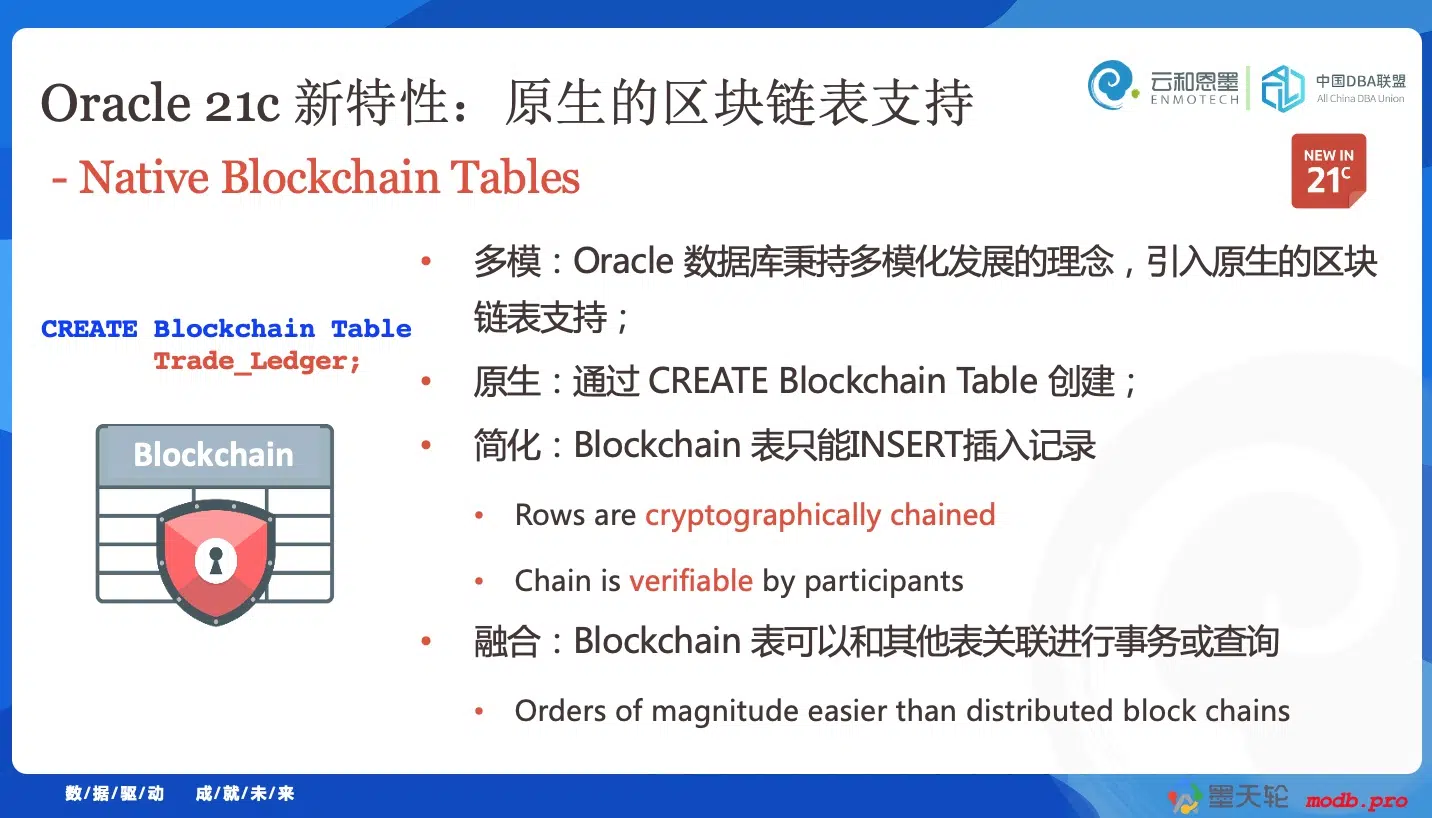 Oracle 21c 新特性：原生的区块链表支持
- Native Blockchain Tables
云和恩墨
ENMOTECH
中国DBA联盟
All China DBA Union
NEW IN
21c
CREATE Blockchain Table
Trade_Ledger;
Blockchain
• 多模：Oracle 数据库秉持多模化发展的理念，引入原生的区块
链表支持；
• 原生：通过 CREATE Blockchain Table 创建；
• 简化：Blockchain 表只能INSERT插入记录
• Rows are cryptographically chained
• Chain is verifiable by participants
• 融合：Blockchain 表可以和其他表关联进行事务或查询
• Orders of magnitude easier than distributed block chains
数/据/驱/动 成/就/未/来
墨天轮 modb.pro